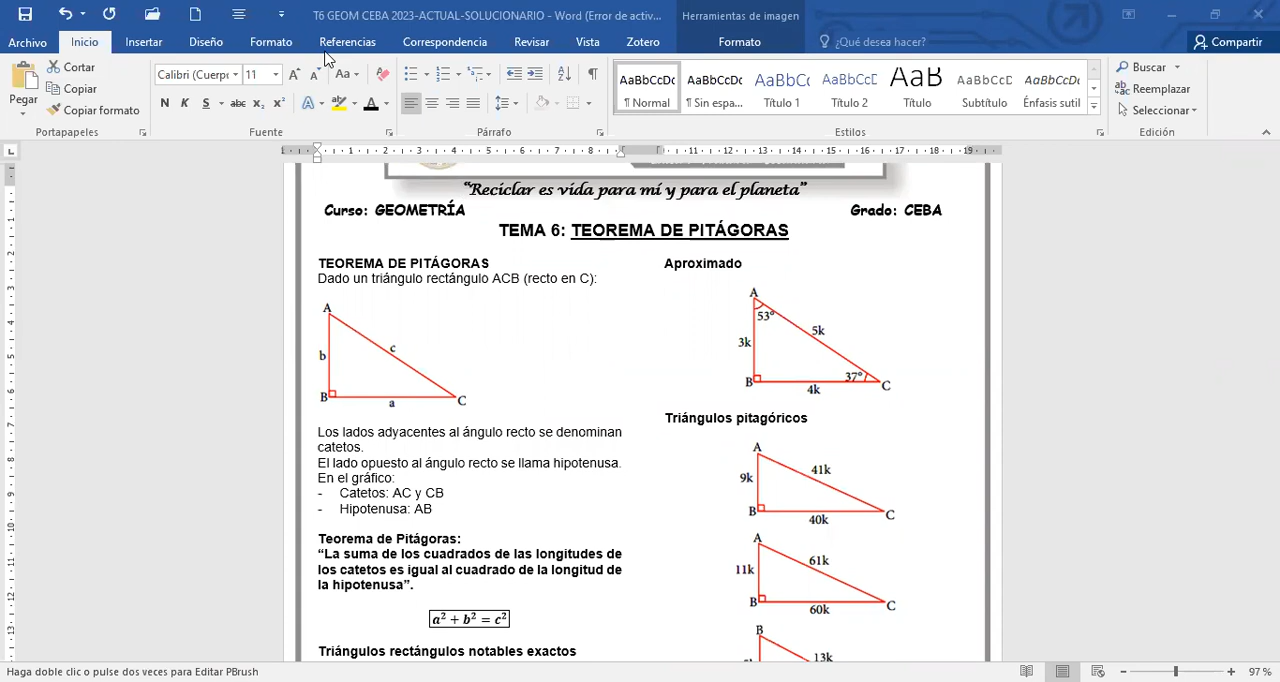 T6 GEOM CEBA 2023-ACTUAL-SOLUCIONARIO - Word (Error de activ...
Herramientas de imagen
Archivo
Inicio
Insertar
Diseño
Formato
Referencias
Correspondencia
Revisar
Vista
Zotero
Formato
¿Qué desea hacer?
Compartir
Pegar
Cortar
Copiar
Copiar formato
Portapapeles
Calibri (Cuerpo
11
Aa
N K S abc x₂ x²
Fuente
Párrafo
AaBbCcDc
¶ Normal
AaBbCcDc
¶ Sin espa...
AaBbCc
Título 1
AaBbCcD
Título 2
AaB
Título
AaBbCcD
Subtítulo
AaBbCcDc
Énfasis sutil
Estilos
Buscar
Reemplazar
Seleccionar
Edición
“Reciclar es vida para mí y para el planeta”
Curso: GEOMETRÍA
Grado: CEBA
TEMA 6: TEOREMA DE PITÁGORAS
TEOREMA DE PITÁGORAS
Dado un triángulo rectángulo ACB (recto en C):
A
b
c
B
a
C
Los lados adyacentes al ángulo recto se denominan
catetos.
El lado opuesto al ángulo recto se llama hipotenusa.
En el gráfico:
- Catetos: AC y CB
- Hipotenusa: AB
Teorema de Pitágoras:
“La suma de los cuadrados de las longitudes de
los catetos es igual al cuadrado de la longitud de
la hipotenusa”.
a² + b² = c²
Triángulos rectángulos notables exactos
Aproximado
A
53°
5k
3k
37°
B
4k
C
Triángulos pitagóricos
A
41k
9k
B
40k
C
A
61k
11k
B
60k
C
B
13k
Haga doble clic o pulse dos veces para Editar PBrush
97 %